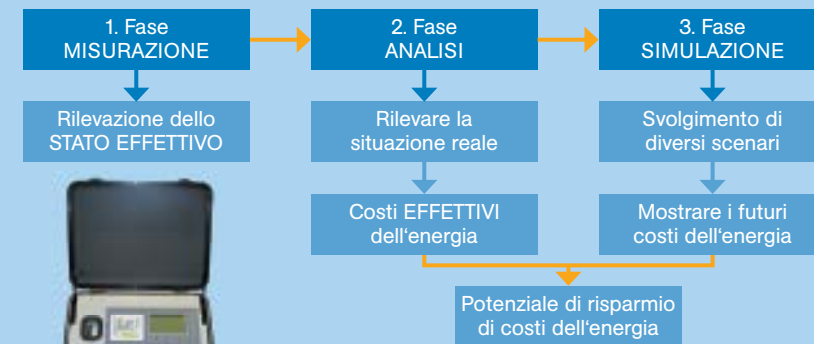 1. Fase
MISURAZIONE
2. Fase
ANALISI
3. Fase
SIMULAZIONE
Rilevazione dello
STATO EFFETTIVO
Rilevare la
situazione reale
Svolgimento di
diversi scenari
Costi EFFETTIVI
dell‘energia
Mostrare i futuri
costi dell‘energia
Potenziale di risparmio
di costi dell‘energia